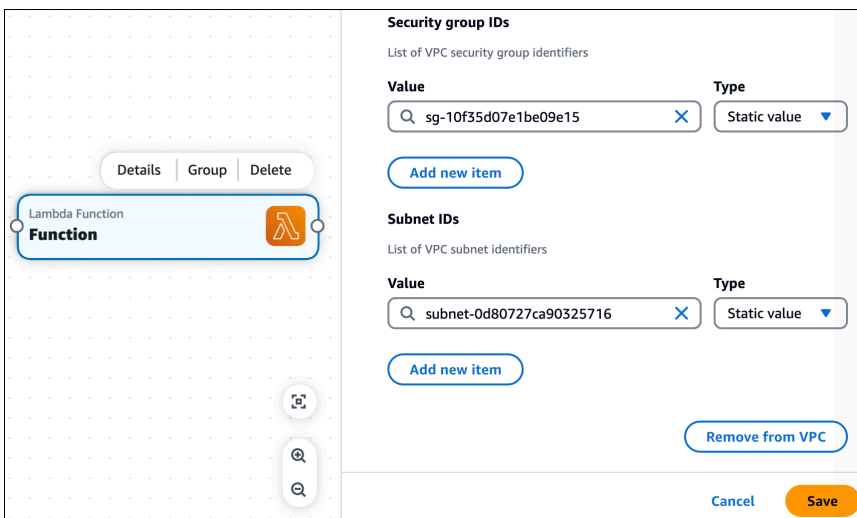 Details
Group
Delete
Lambda Function
Function
Security group IDs
List of VPC security group identifiers
Value
Type
sg-10f35d07e1be09e15
Static value
Add new item
Subnet IDs
List of VPC subnet identifiers
Value
Type
subnet-0d80727ca90325716
Static value
Add new item
Remove from VPC
Cancel
Save